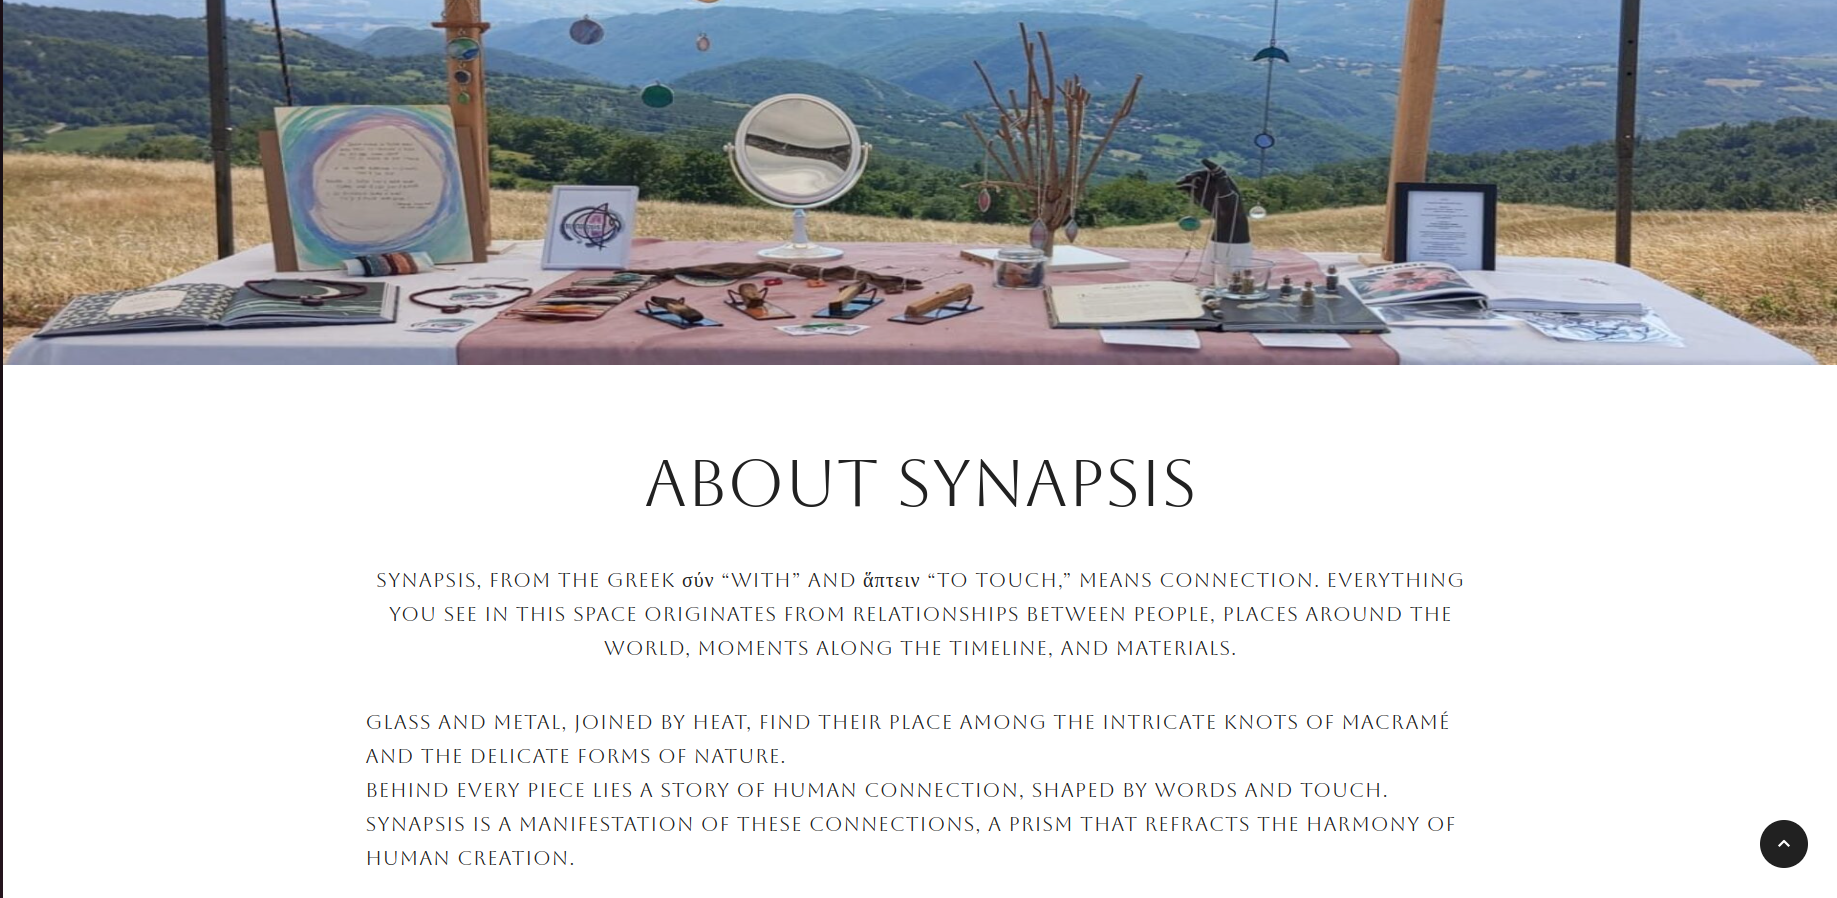 ABOUT SYNAPSIS
SYNAPSIS, FROM THE GREEK σύν “WITH” AND ἅπτειν “TO TOUCH,” MEANS CONNECTION. EVERYTHING
YOU SEE IN THIS SPACE ORIGINATES FROM RELATIONSHIPS BETWEEN PEOPLE, PLACES AROUND THE
WORLD, MOMENTS ALONG THE TIMELINE, AND MATERIALS.
GLASS AND METAL, JOINED BY HEAT, FIND THEIR PLACE AMONG THE INTRICATE KNOTS OF MACRAMÉ
AND THE DELICATE FORMS OF NATURE.
BEHIND EVERY PIECE LIES A STORY OF HUMAN CONNECTION, SHAPED BY WORDS AND TOUCH.
SYNAPSIS IS A MANIFESTATION OF THESE CONNECTIONS, A PRISM THAT REFRACTS THE HARMONY OF
HUMAN CREATION.